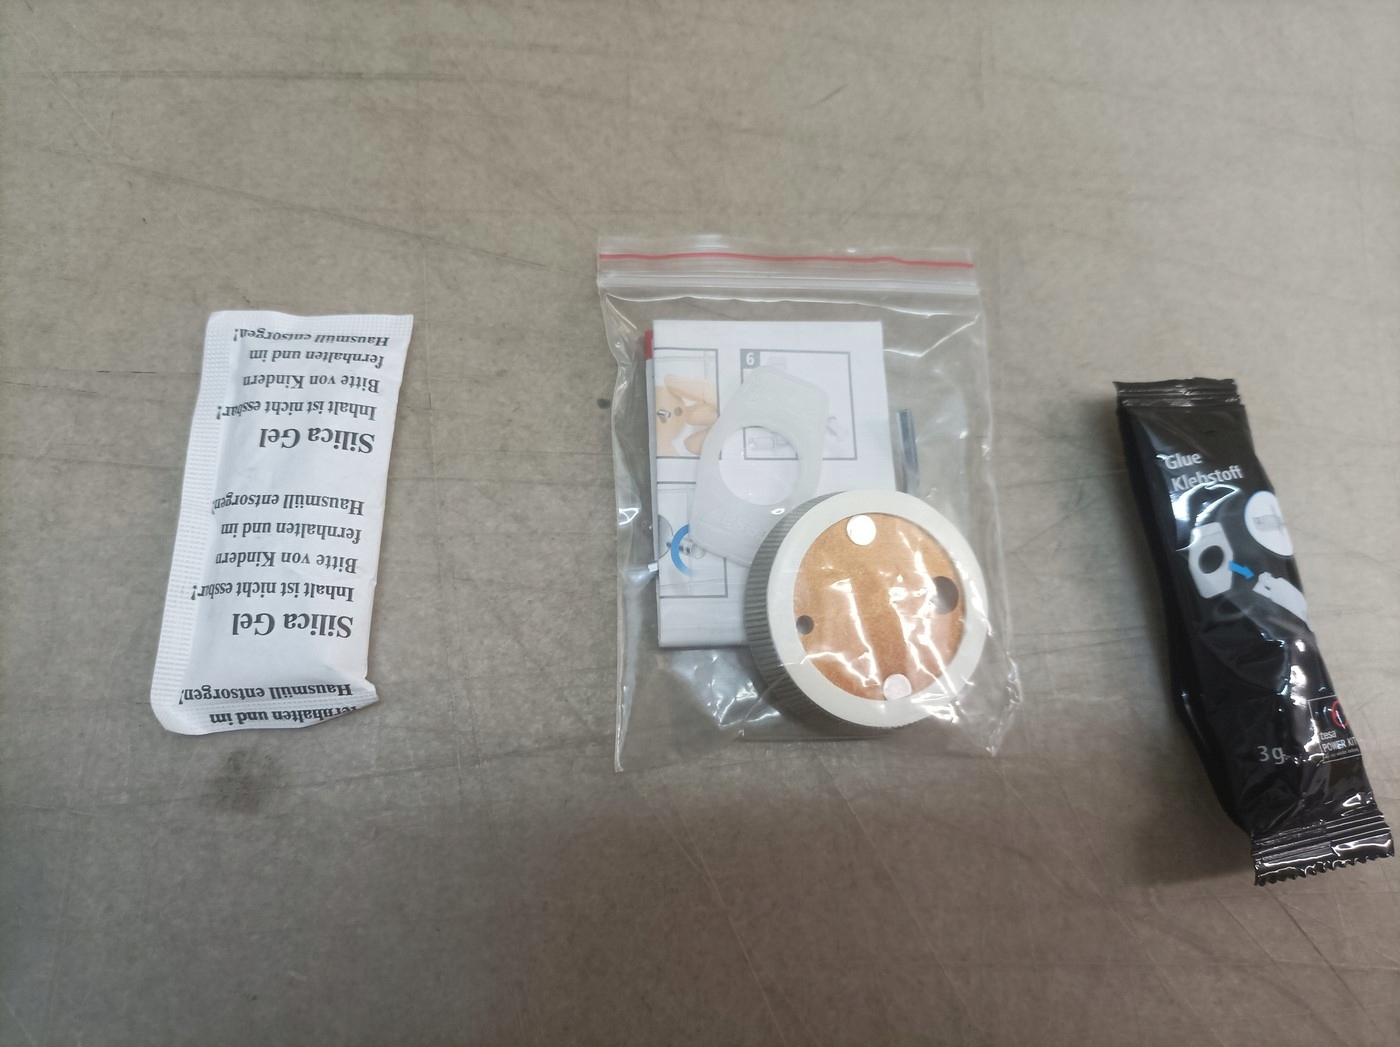 fernhalten und im
Hausmüll entsorgen!
Silica Gel
Inhalt ist nicht essbar!
Bitte von Kindern
fernhalten und im
Hausmüll entsorgen!
Silica Gel
Inhalt ist nicht essbar!
Bitte von Kindern
fernhalten und im
Hausmüll entsorgen!
6
Glue
Klebstoff
3 g
tesa
POWER KIT